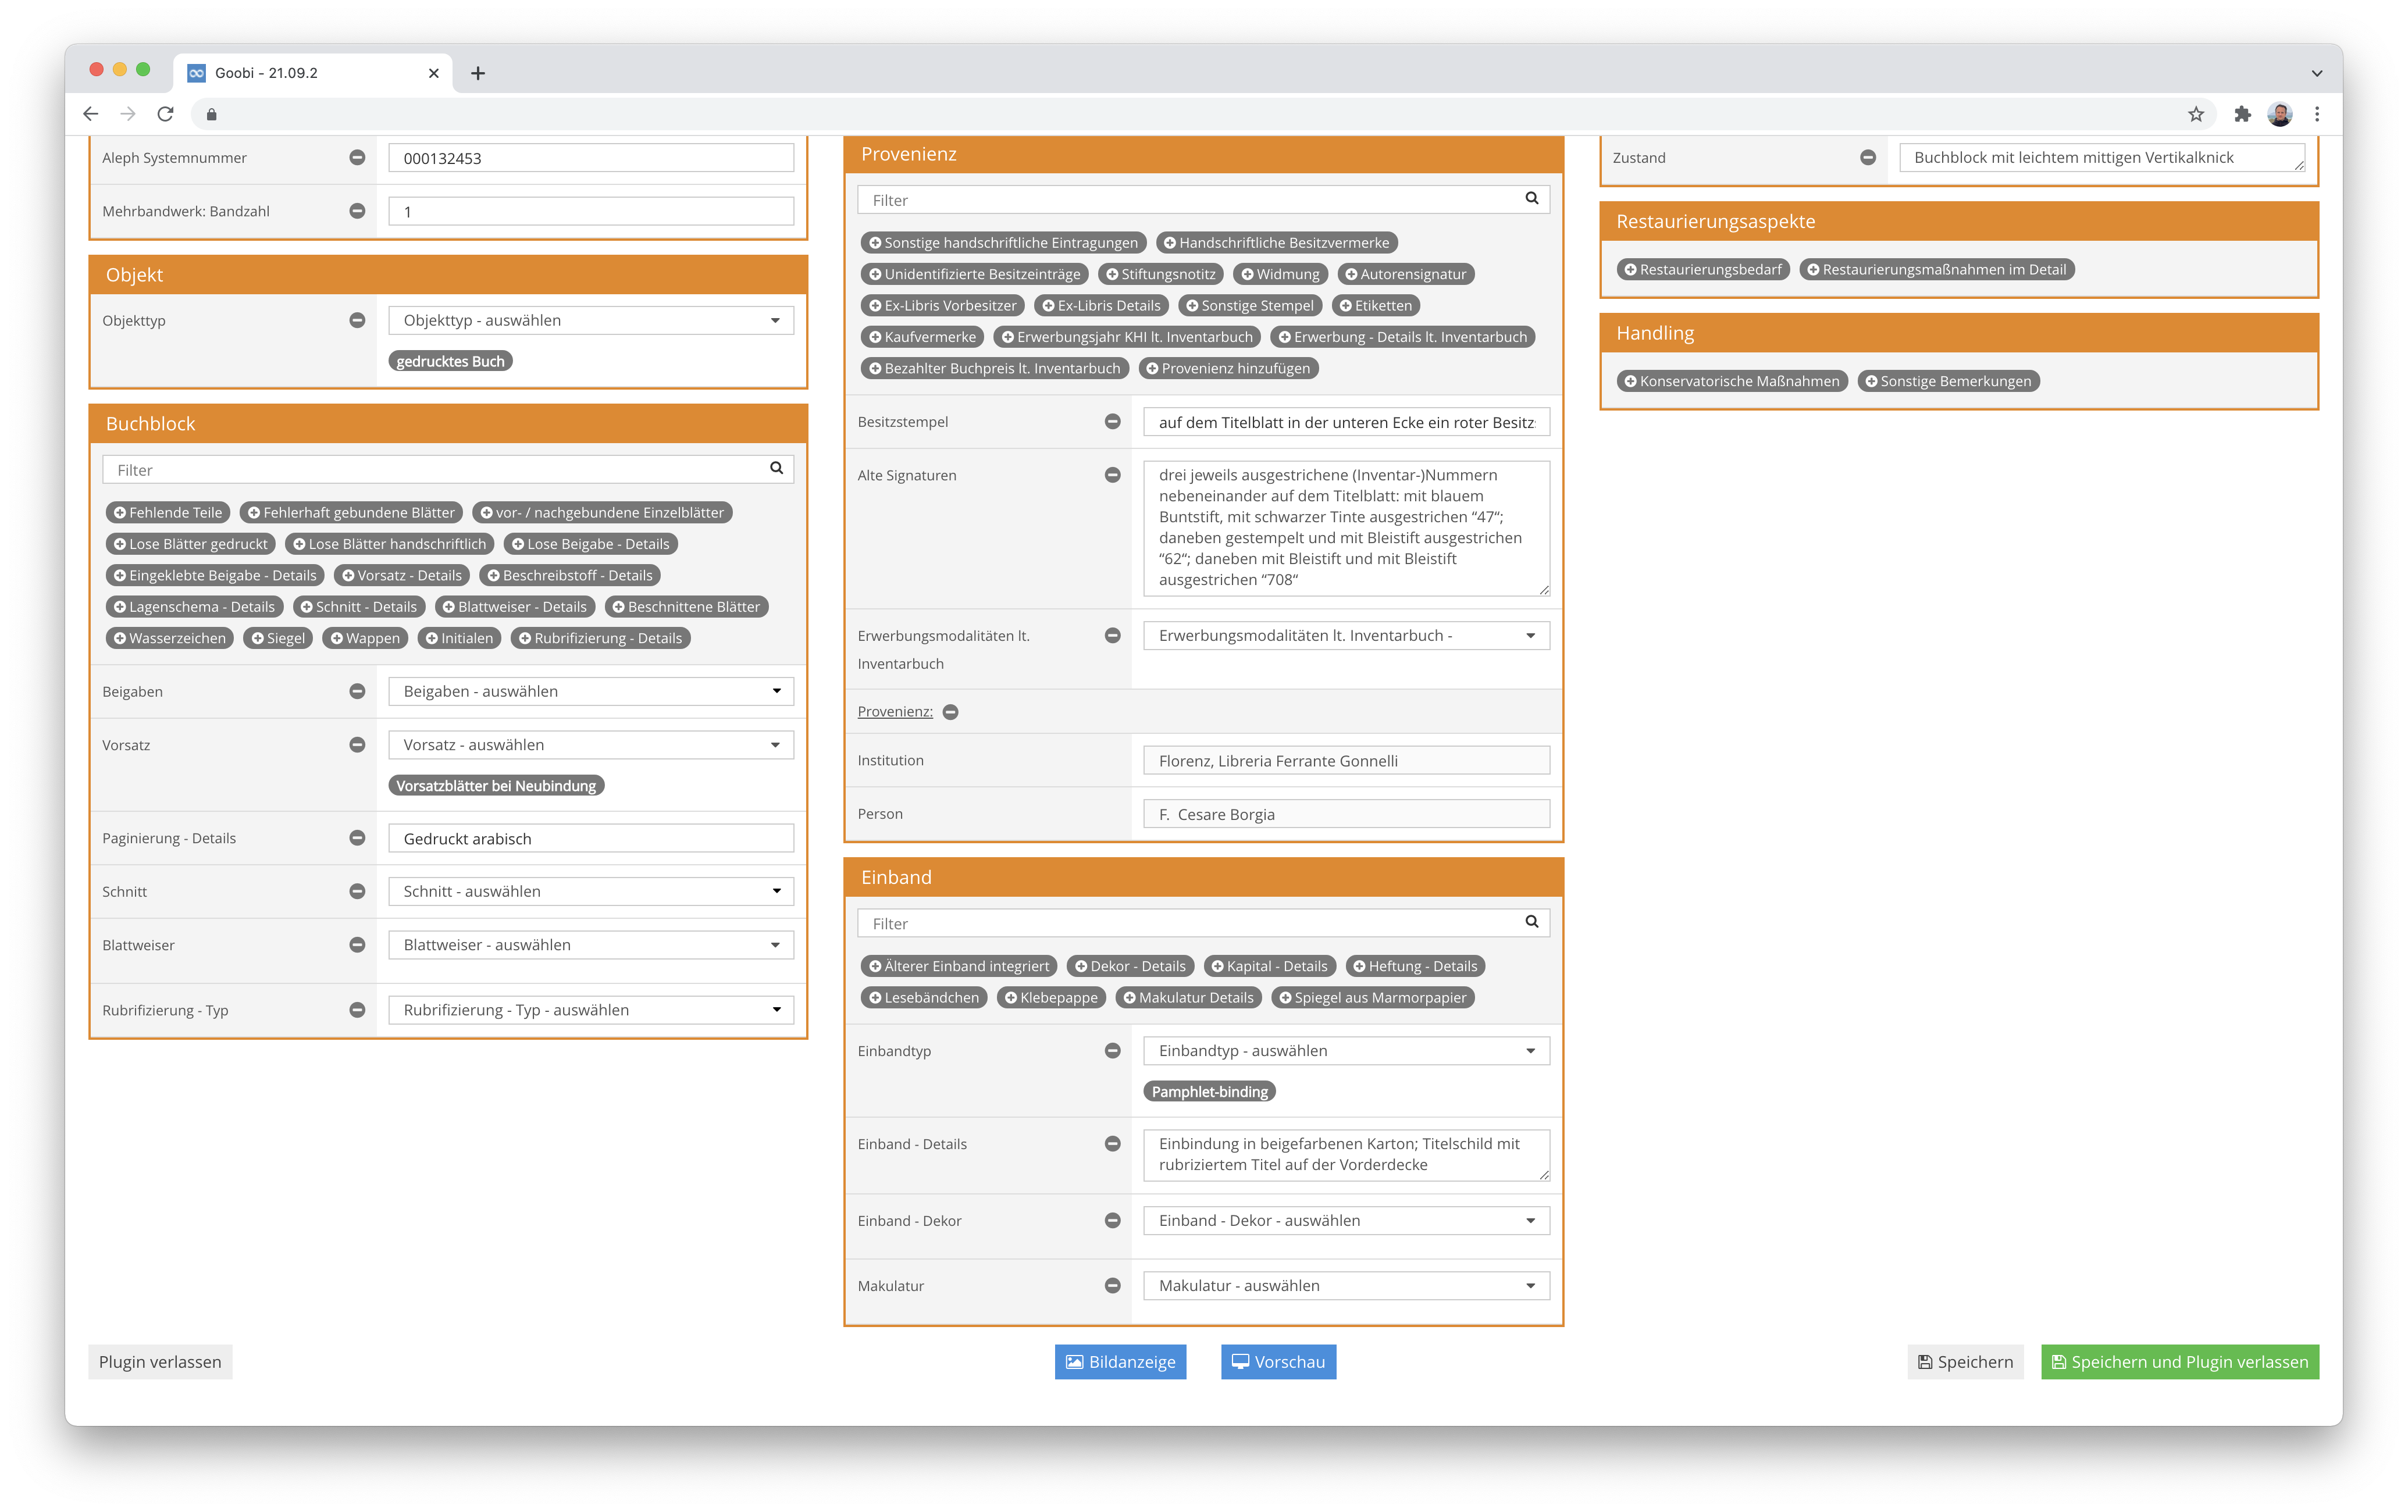 Goobi - 21.09.2
Aleph Systemnummer
000132453
Mehrbandwerk: Bandzahl
1
Objekt
Objekttyp
Objekttyp - auswählen
gedrucktes Buch
Buchblock
Filter
Fehlende Teile Fehlerhaft gebundene Blätter vor- / nachgebundene Einzelblätter
Lose Blätter gedruckt Lose Blätter handschriftlich Lose Beigabe - Details
Eingeklebte Beigabe - Details Vorsatz - Details Beschreibstoff - Details
Lagenschema - Details Schnitt - Details Blattweiser - Details Beschnittene Blätter
Wasserzeichen Siegel Wappen Initialen Rubrifizierung - Details
Beigaben
Beigaben - auswählen
Vorsatz
Vorsatz - auswählen
Vorsatzblätter bei Neubindung
Paginierung - Details
Gedruckt arabisch
Schnitt
Schnitt - auswählen
Blattweiser
Blattweiser - auswählen
Rubrifizierung - Typ
Rubrifizierung - Typ - auswählen
Provenienz
Filter
Sonstige handschriftliche Eintragungen Handschriftliche Besitzvermerke
Unidentifizierte Besitzeinträge Stiftungsnotitz Widmung Autorensignatur
Ex-Libris Vorbesitzer Ex-Libris Details Sonstige Stempel Etiketten
Kaufvermerke Erwerbungsjahr KHI lt. Inventarbuch Erwerbung - Details lt. Inventarbuch
Bezahlter Buchpreis lt. Inventarbuch Provenienz hinzufügen
Besitzstempel
auf dem Titelblatt in der unteren Ecke ein roter Besitz
Alte Signaturen
drei jeweils ausgestrichene (Inventar-)Nummern
nebeneinander auf dem Titelblatt: mit blauem
Buntstift, mit schwarzer Tinte ausgestrichen “47“;
daneben gestempelt und mit Bleistift ausgestrichen
“62“; daneben mit Bleistift und mit Bleistift
ausgestrichen “708“
Erwerbungsmodalitäten lt.
Inventarbuch
Erwerbungsmodalitäten lt. Inventarbuch -
Provenienz:
Institution
Florenz, Libreria Ferrante Gonnelli
Person
F.  Cesare Borgia
Einband
Filter
Älterer Einband integriert Dekor - Details Kapital - Details Heftung - Details
Lesebändchen Klebepappe Makulatur Details Spiegel aus Marmorpapier
Einbandtyp
Einbandtyp - auswählen
Pamphlet-binding
Einband - Details
Einbindung in beigefarbenen Karton; Titelschild mit
rubriziertem Titel auf der Vorderdecke
Einband - Dekor
Einband - Dekor - auswählen
Makulatur
Makulatur - auswählen
Zustand
Buchblock mit leichtem mittigen Vertikalknick
Restaurierungsaspekte
Restaurierungsbedarf Restaurierungsmaßnahmen im Detail
Handling
Konservatorische Maßnahmen Sonstige Bemerkungen
Plugin verlassen
Bildanzeige
Vorschau
Speichern
Speichern und Plugin verlassen